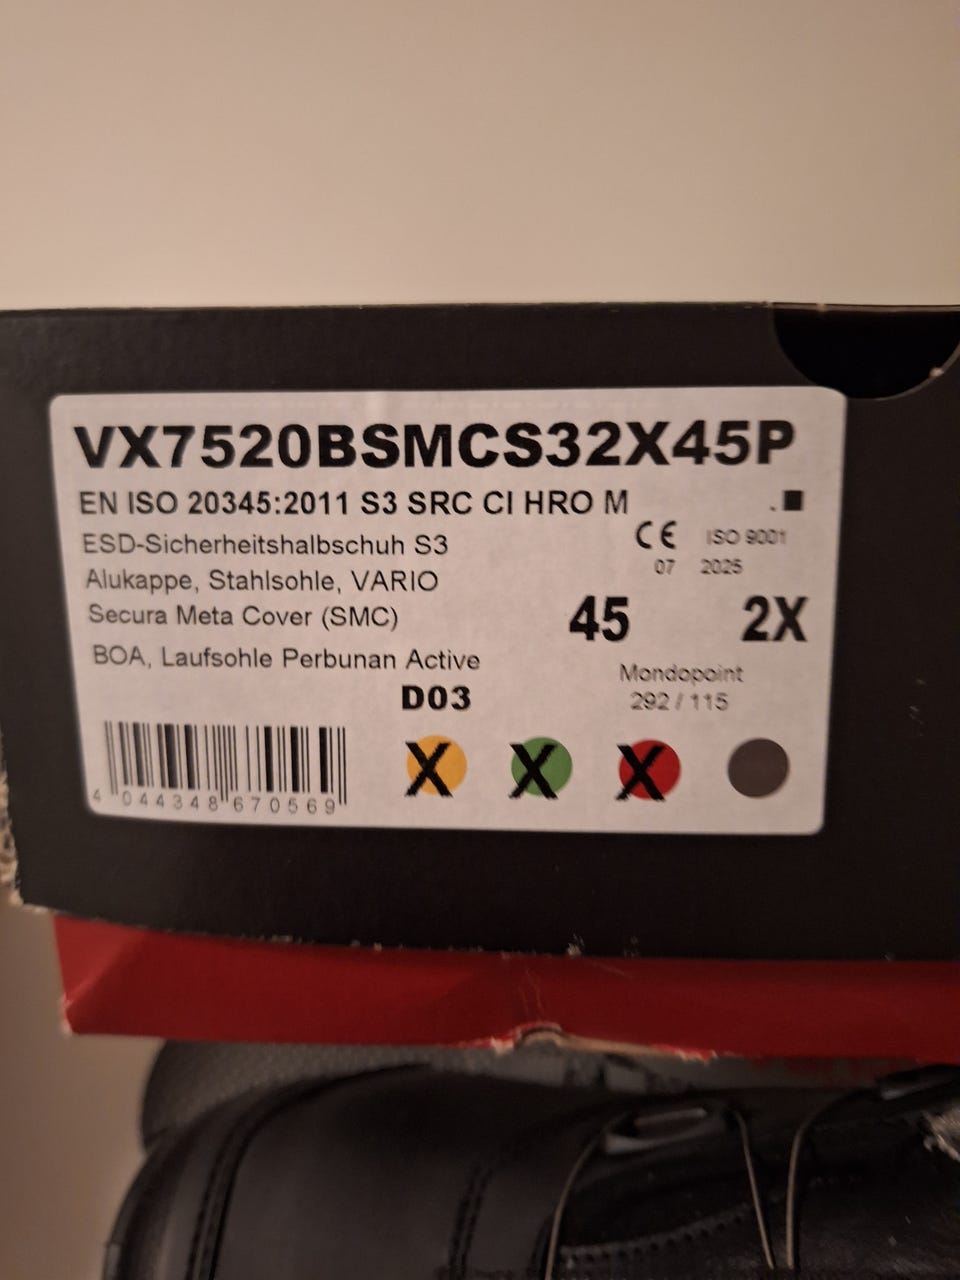 VX7520BSMCS32X45P
EN ISO 20345:2011 S3 SRC CI HRO M
ESD-Sicherheitshalbschuh S3
CE ISO 9001
07 2025
Alukappe, Stahlsohle, VARIO
Secura Meta Cover (SMC)
45 2X
BOA, Laufsohle Perbunan Active
Mondopoint
D03
292 / 115
X X X
4 044348 670569